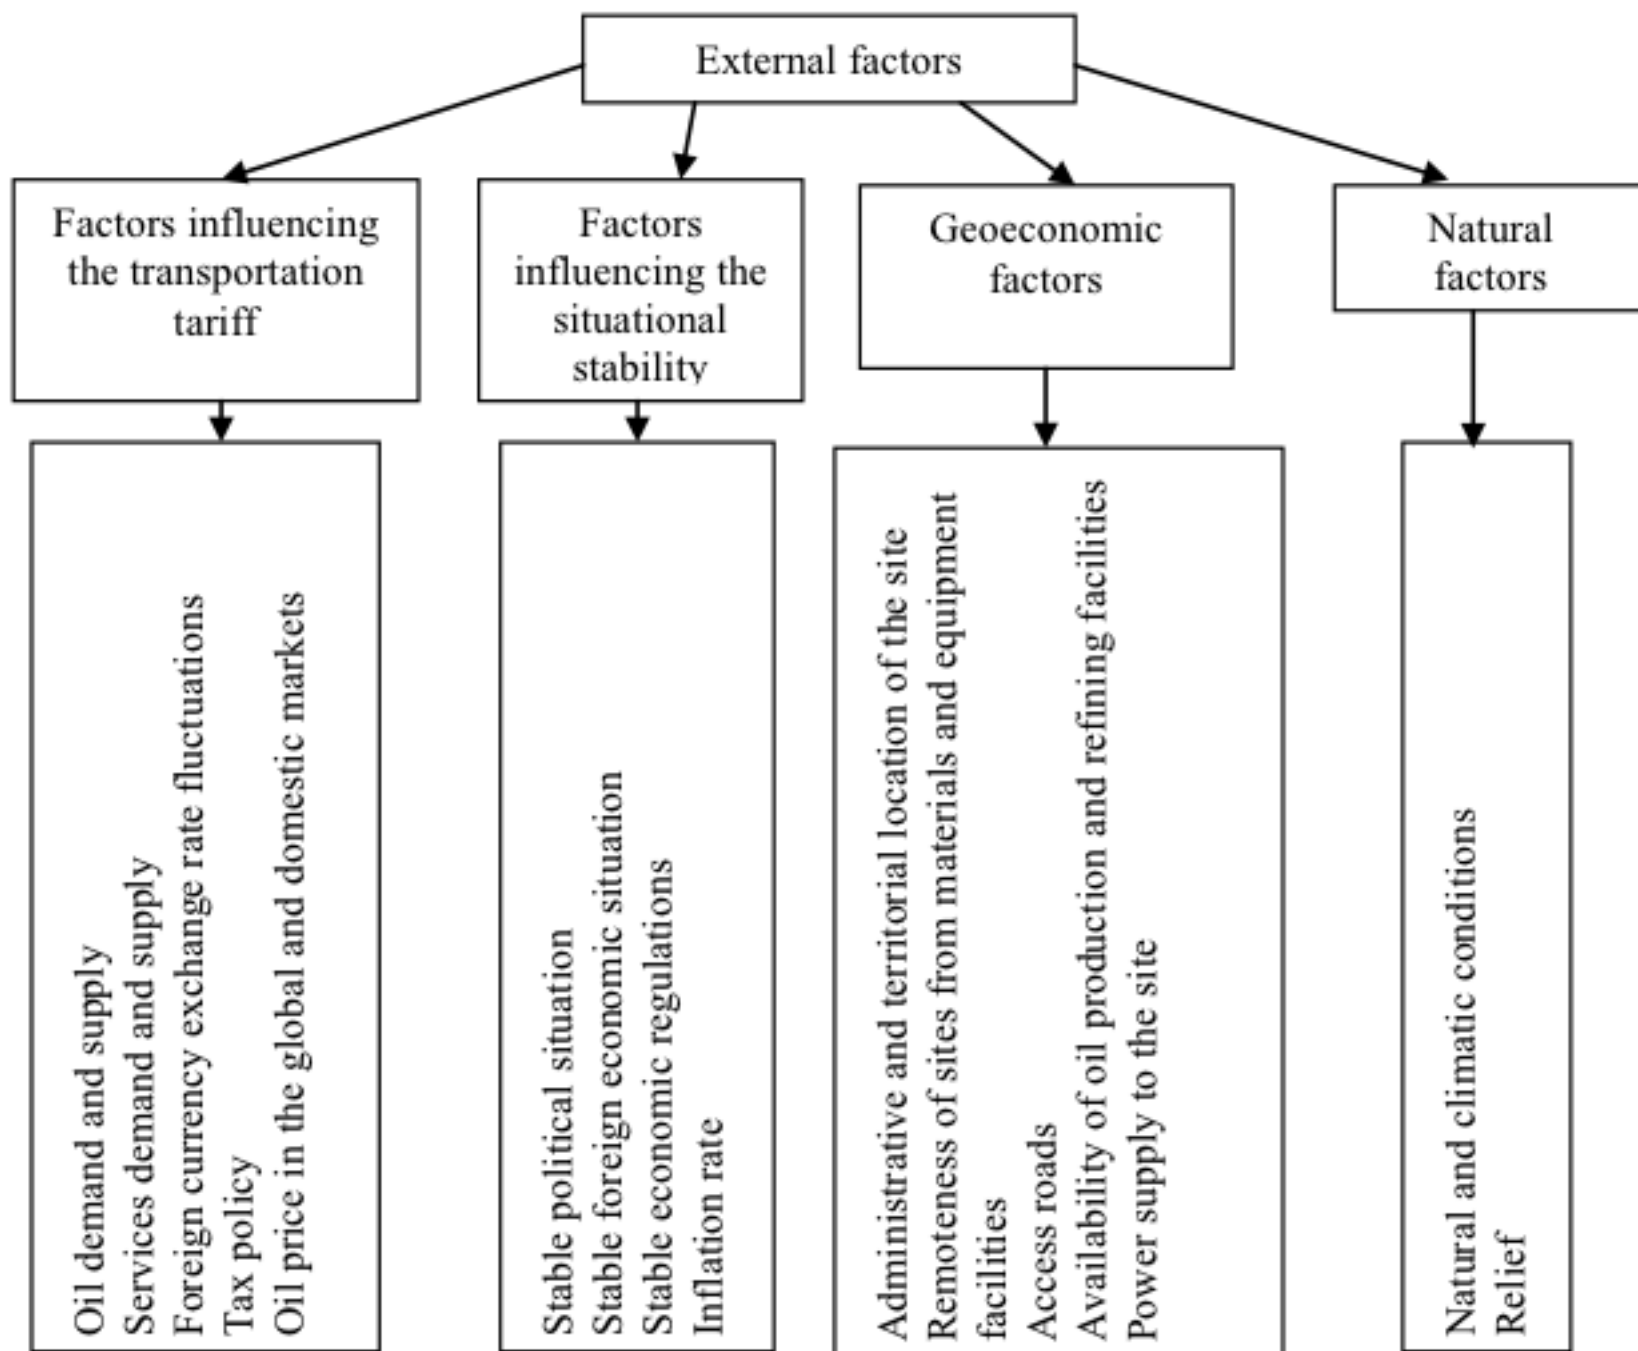 External factors
Factors influencing
the transportation
tariff
Factors
influencing the
situational
stability
Geoeconomic
factors
Natural
factors
Oil demand and supply
Services demand and supply
Foreign currency exchange rate fluctuations
Tax policy
Oil price in the global and domestic markets
Stable political situation
Stable foreign economic situation
Stable economic regulations
Inflation rate
Administrative and territorial location of the site
Remoteness of sites from materials and equipment
facilities
Access roads
Availability of oil production and refining facilities
Power supply to the site
Natural and climatic conditions
Relief